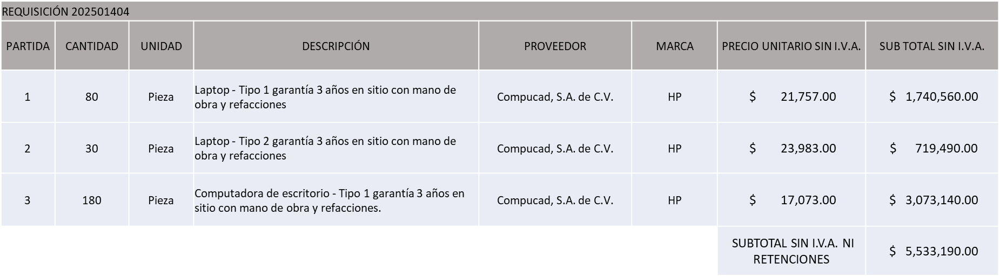 REQUISICIÓN 202501404
PARTIDA CANTIDAD UNIDAD DESCRIPCIÓN PROVEEDOR MARCA PRECIO UNITARIO SIN I.V.A. SUB TOTAL SIN I.V.A.
1 80 Pieza Laptop - Tipo 1 garantía 3 años en sitio con mano de
obra y refacciones Compucad, S.A. de C.V. HP $ 21,757.00 $ 1,740,560.00
2 30 Pieza Laptop - Tipo 2 garantía 3 años en sitio con mano de
obra y refacciones Compucad, S.A. de C.V. HP $ 23,983.00 $ 719,490.00
3 180 Pieza Computadora de escritorio - Tipo 1 garantía 3 años en
sitio con mano de obra y refacciones. Compucad, S.A. de C.V. HP $ 17,073.00 $ 3,073,140.00
SUBTOTAL SIN I.V.A. NI
RETENCIONES $ 5,533,190.00